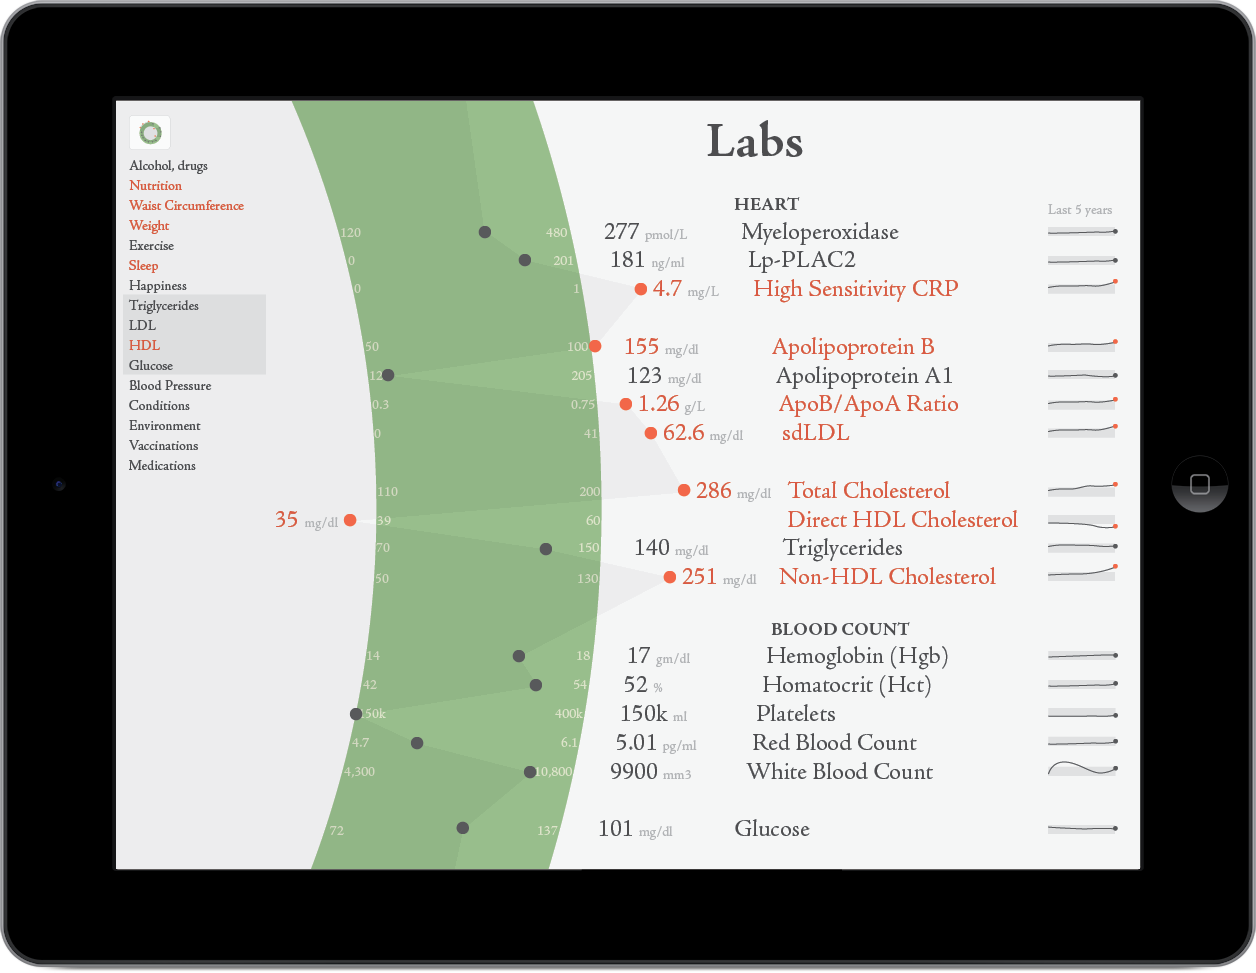 Labs
Alcohol, drugs
Nutrition
Waist Circumference
Weight
Exercise
Sleep
Happiness
Triglycerides
LDL
HDL
Glucose
Blood Pressure
Conditions
Environment
Vaccinations
Medications
HEART
Last 5 years
120 480 277 pmol/L Myeloperoxidase
0 201 181 ng/ml Lp-PLAC2
0 1 4.7 mg/L High Sensitivity CRP
50 100 155 mg/dl Apolipoprotein B
12 205 123 mg/dl Apolipoprotein A1
0.3 0.75 1.26 g/L ApoB/ApoA Ratio
0 41 62.6 mg/dl sdLDL
110 200 286 mg/dl Total Cholesterol
35 mg/dl 39 60 Direct HDL Cholesterol
70 150 140 mg/dl Triglycerides
50 130 251 mg/dl Non-HDL Cholesterol
BLOOD COUNT
14 18 17 gm/dl Hemoglobin (Hgb)
42 54 52 % Homatocrit (Hct)
50k 400k 150k ml Platelets
4.7 6.1 5.01 pg/ml Red Blood Count
4,300 10,800 9900 mm3 White Blood Count
72 137 101 mg/dl Glucose